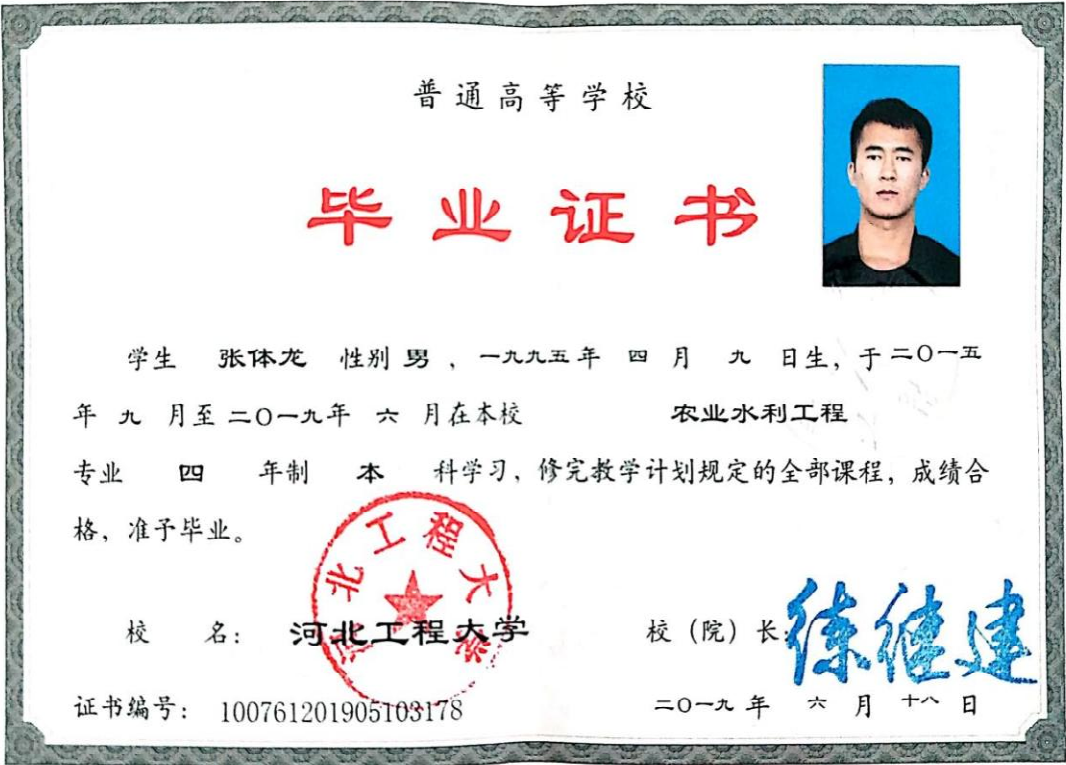 普通高等学校
毕业证书
学生 张体龙 性别 男 ，一九九五年 四 月 九 日生，于二〇一五
年 九 月至二〇一九年 六 月在本校 农业水利工程
专业 四 年制 本 科学习，修完教学计划规定的全部课程，成绩合
格，准予毕业。
河北工程大学
校 名： 河北工程大学 校（院）长：
证书编号： 100761201905103178 二〇一九年 六 月 十八 日